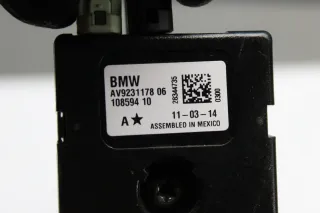 BMW
AV9231178 06
108594 10
A★
28344735
0300
11-03-14
ASSEMBLED IN MEXICO